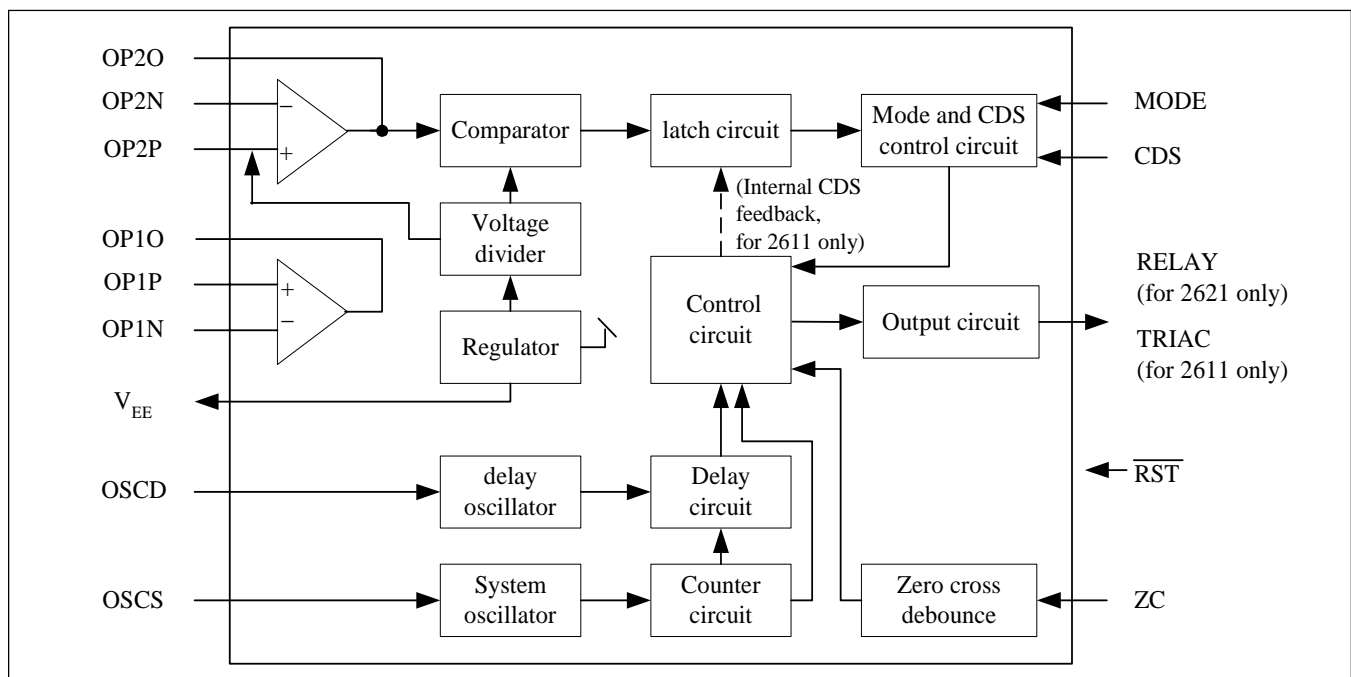 OP2O
OP2N
OP2P
OP1O
OP1P
OP1N
VEE
OSCD
OSCS
−
+
+
−
Comparator
latch circuit
Mode and CDS
control circuit
MODE
CDS
Voltage
divider
(Internal CDS
feedback,
for 2611 only)
Regulator
Control
circuit
Output circuit
RELAY
(for 2621 only)
TRIAC
(for 2611 only)
RST
delay
oscillator
Delay
circuit
System
oscillator
Counter
circuit
Zero cross
debounce
ZC